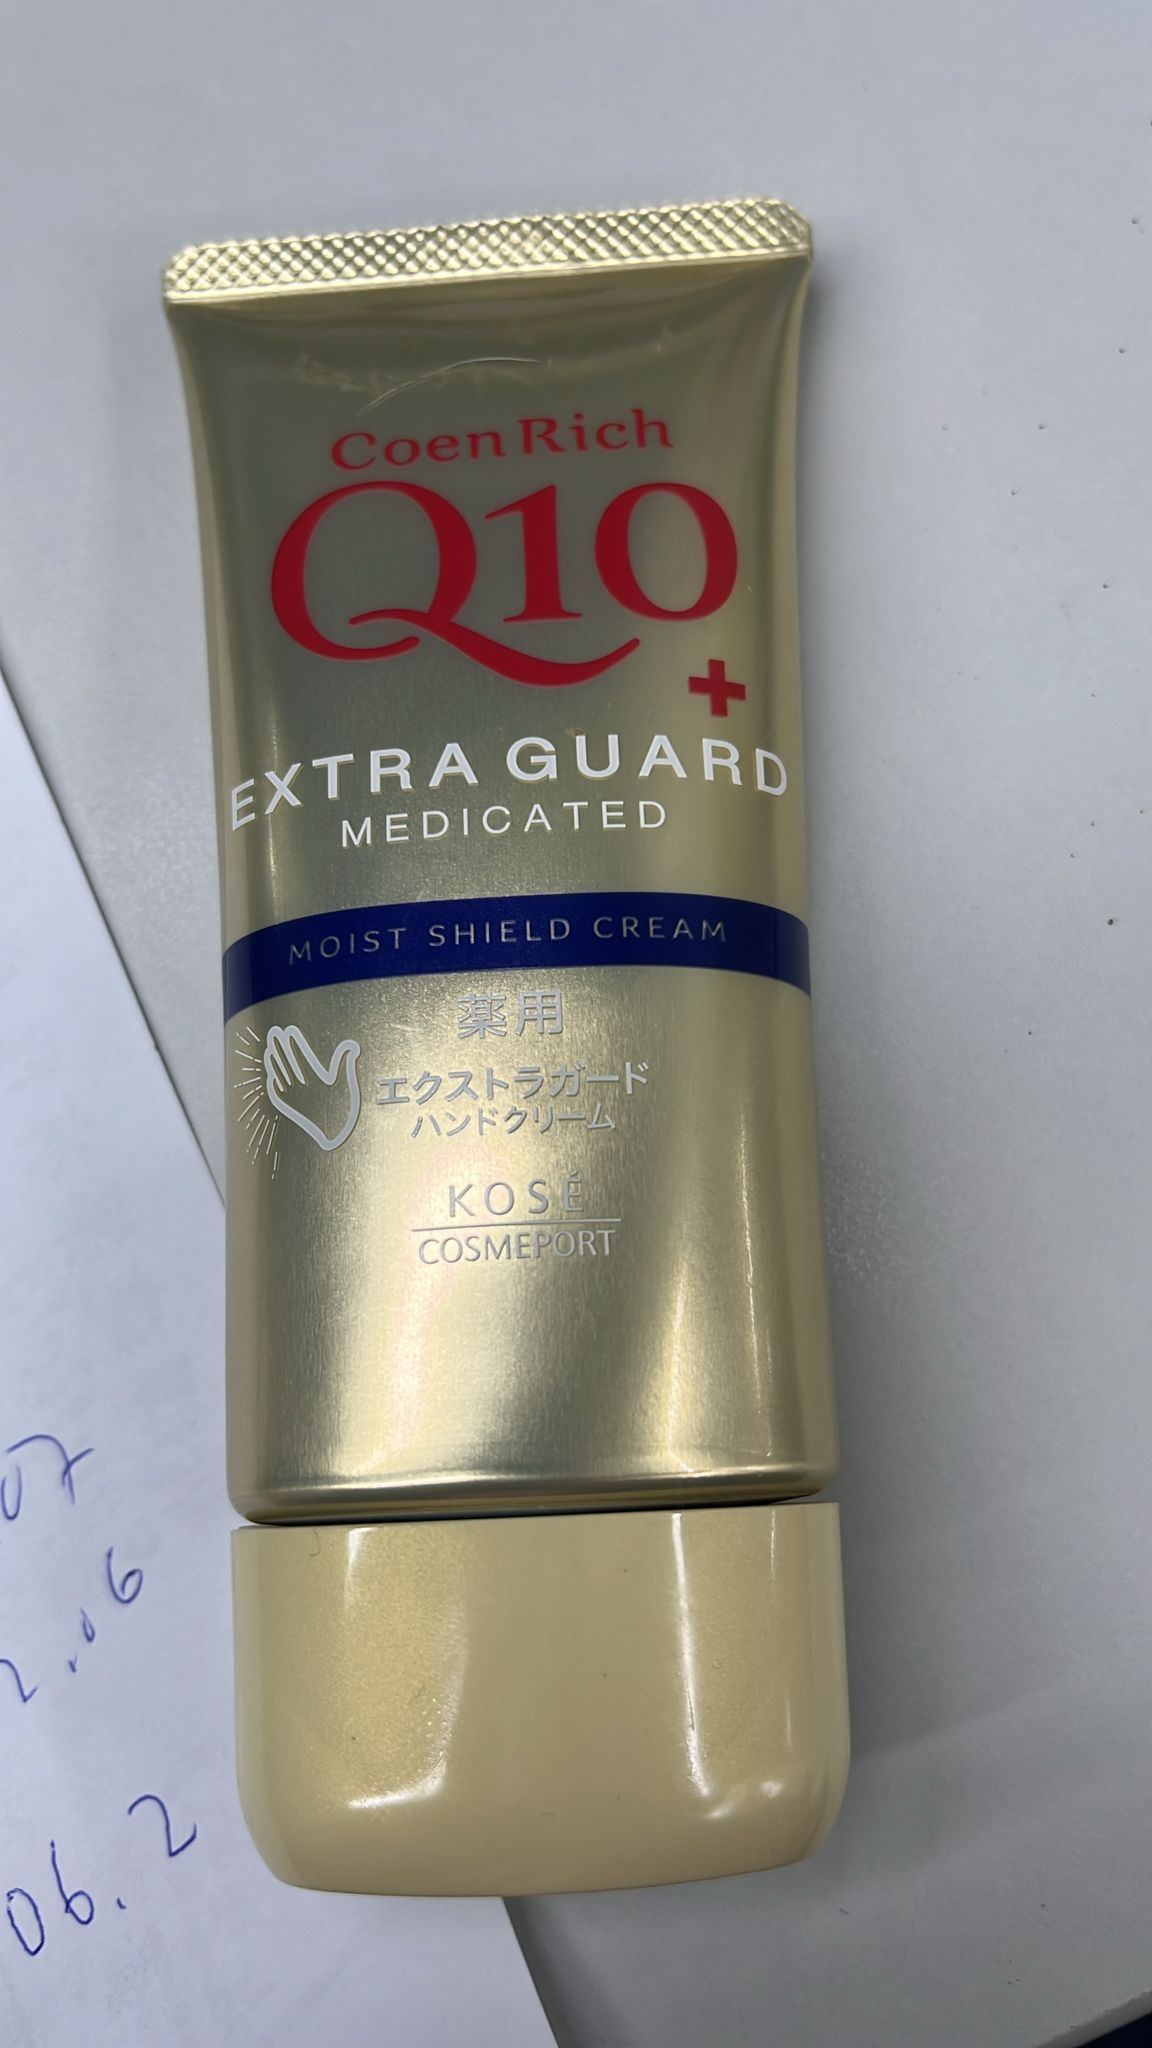 Coen Rich
Q10
+
EXTRA GUARD
MEDICATED
MOIST SHIELD CREAM
薬用
エクストラガード
ハンドクリーム
KOSÉ
COSMEPORT
07
2.06
06.2